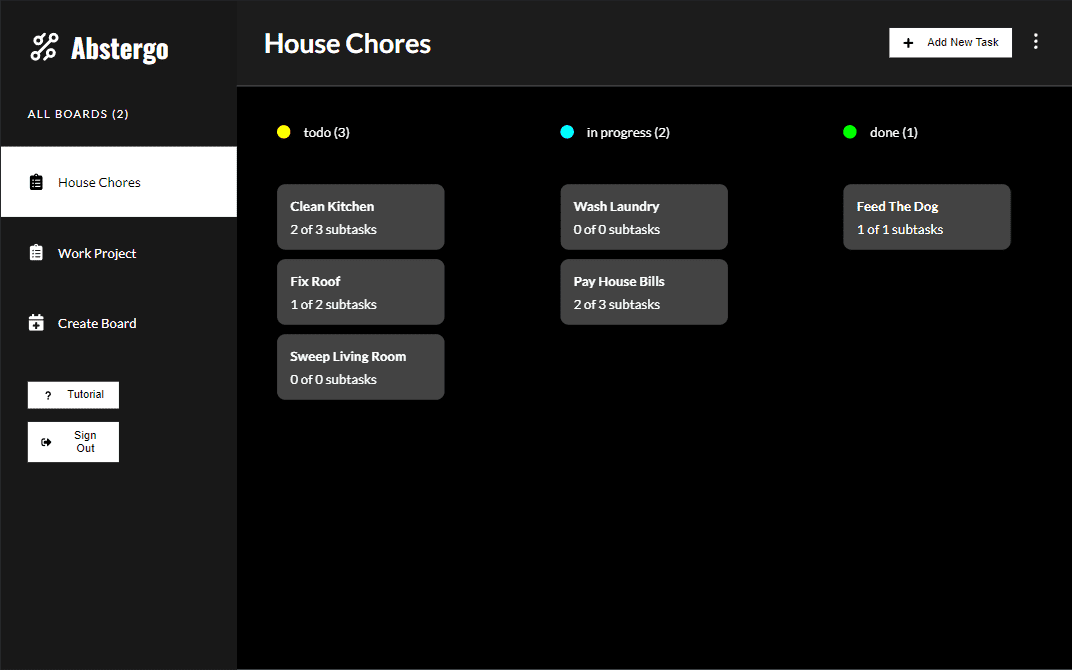 Abstergo
ALL BOARDS (2)
House Chores
Work Project
Create Board
? Tutorial
Sign
Out
House Chores
+ Add New Task
todo (3)
Clean Kitchen
2 of 3 subtasks
Fix Roof
1 of 2 subtasks
Sweep Living Room
0 of 0 subtasks
in progress (2)
Wash Laundry
0 of 0 subtasks
Pay House Bills
2 of 3 subtasks
done (1)
Feed The Dog
1 of 1 subtasks